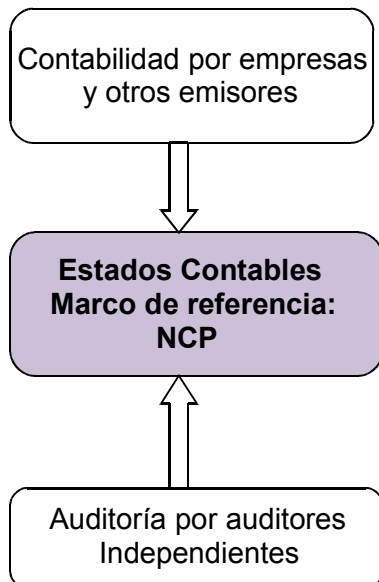 Contabilidad por empresas
y otros emisores
Estados Contables
Marco de referencia:
NCP
Auditoría por auditores
Independientes